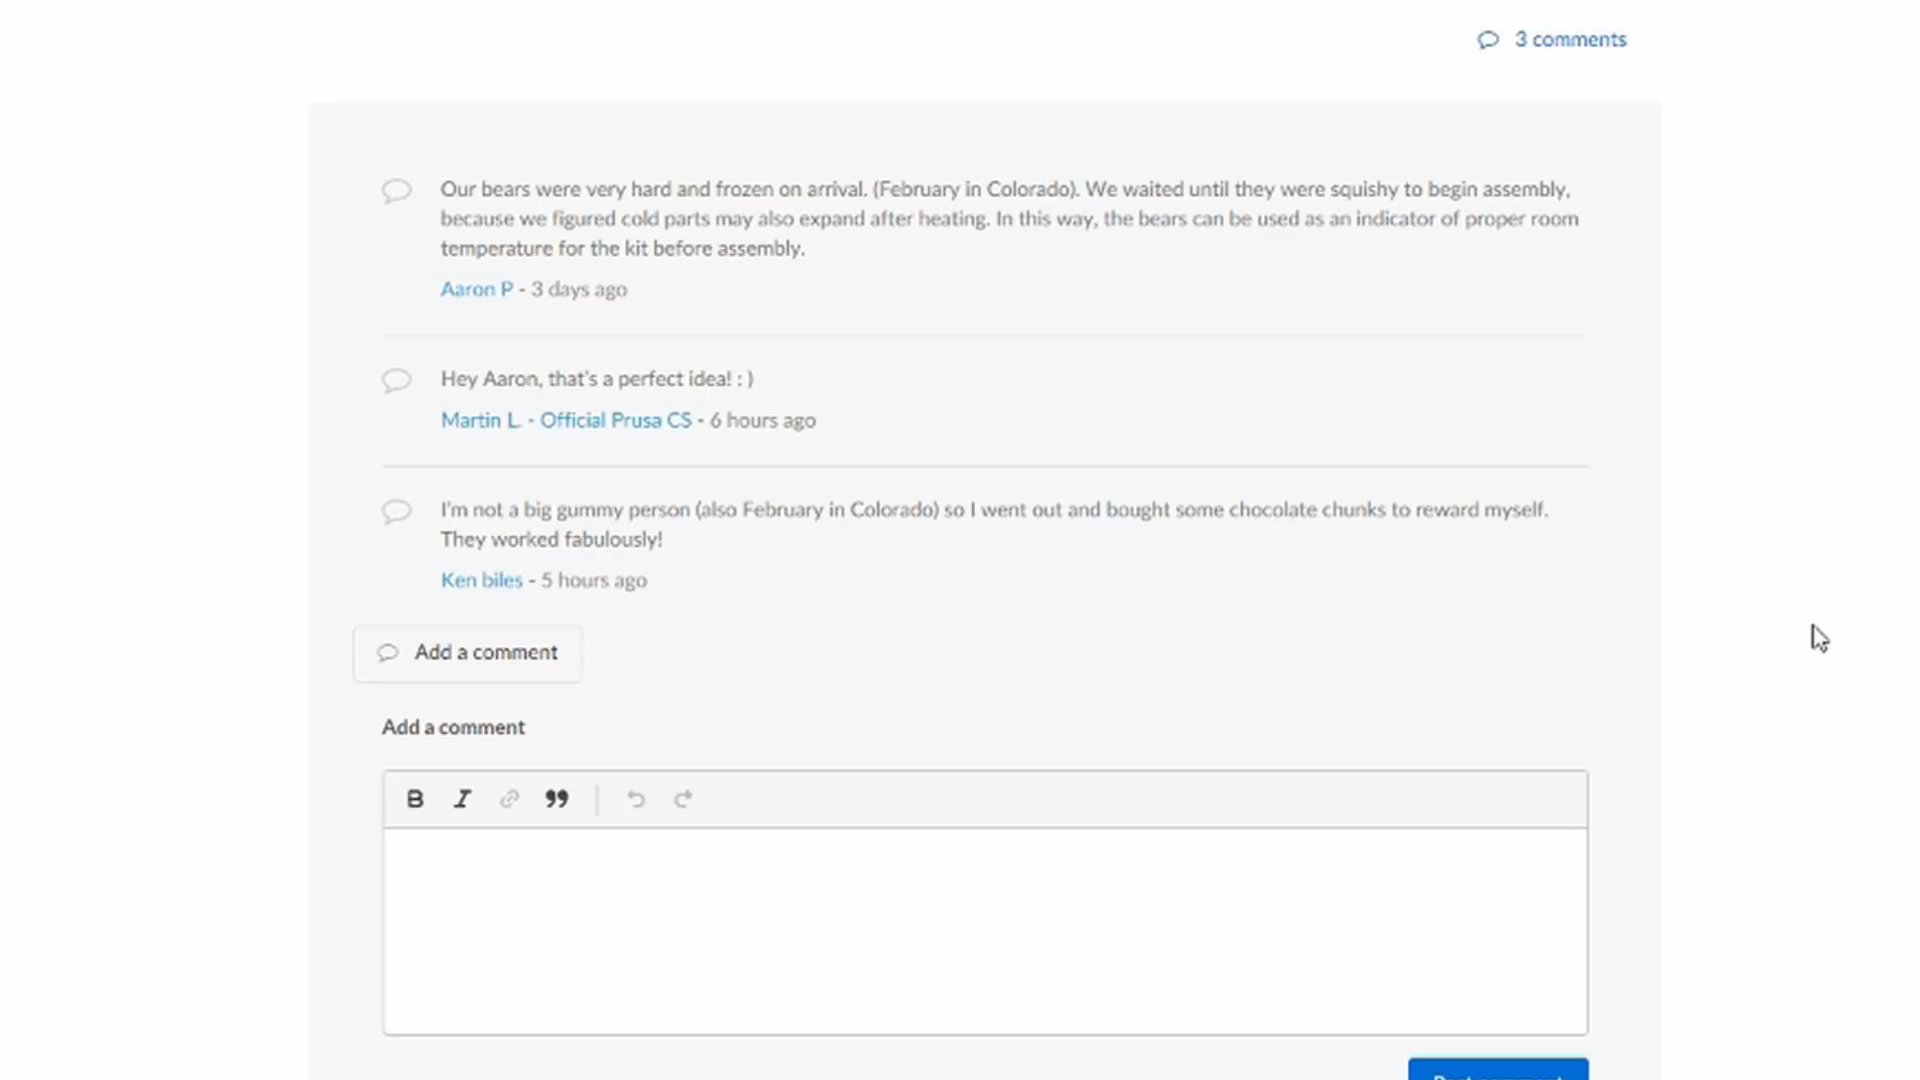 3 comments
Our bears were very hard and frozen on arrival. (February in Colorado). We waited until they were squishy to begin assembly,
because we figured cold parts may also expand after heating. In this way, the bears can be used as an indicator of proper room
temperature for the kit before assembly.
Aaron P - 3 days ago
Hey Aaron, that's a perfect idea! : )
Martin L. - Official Prusa CS - 6 hours ago
I'm not a big gummy person (also February in Colorado) so I went out and bought some chocolate chunks to reward myself.
They worked fabulously!
Ken biles - 5 hours ago
Add a comment
Add a comment
B I